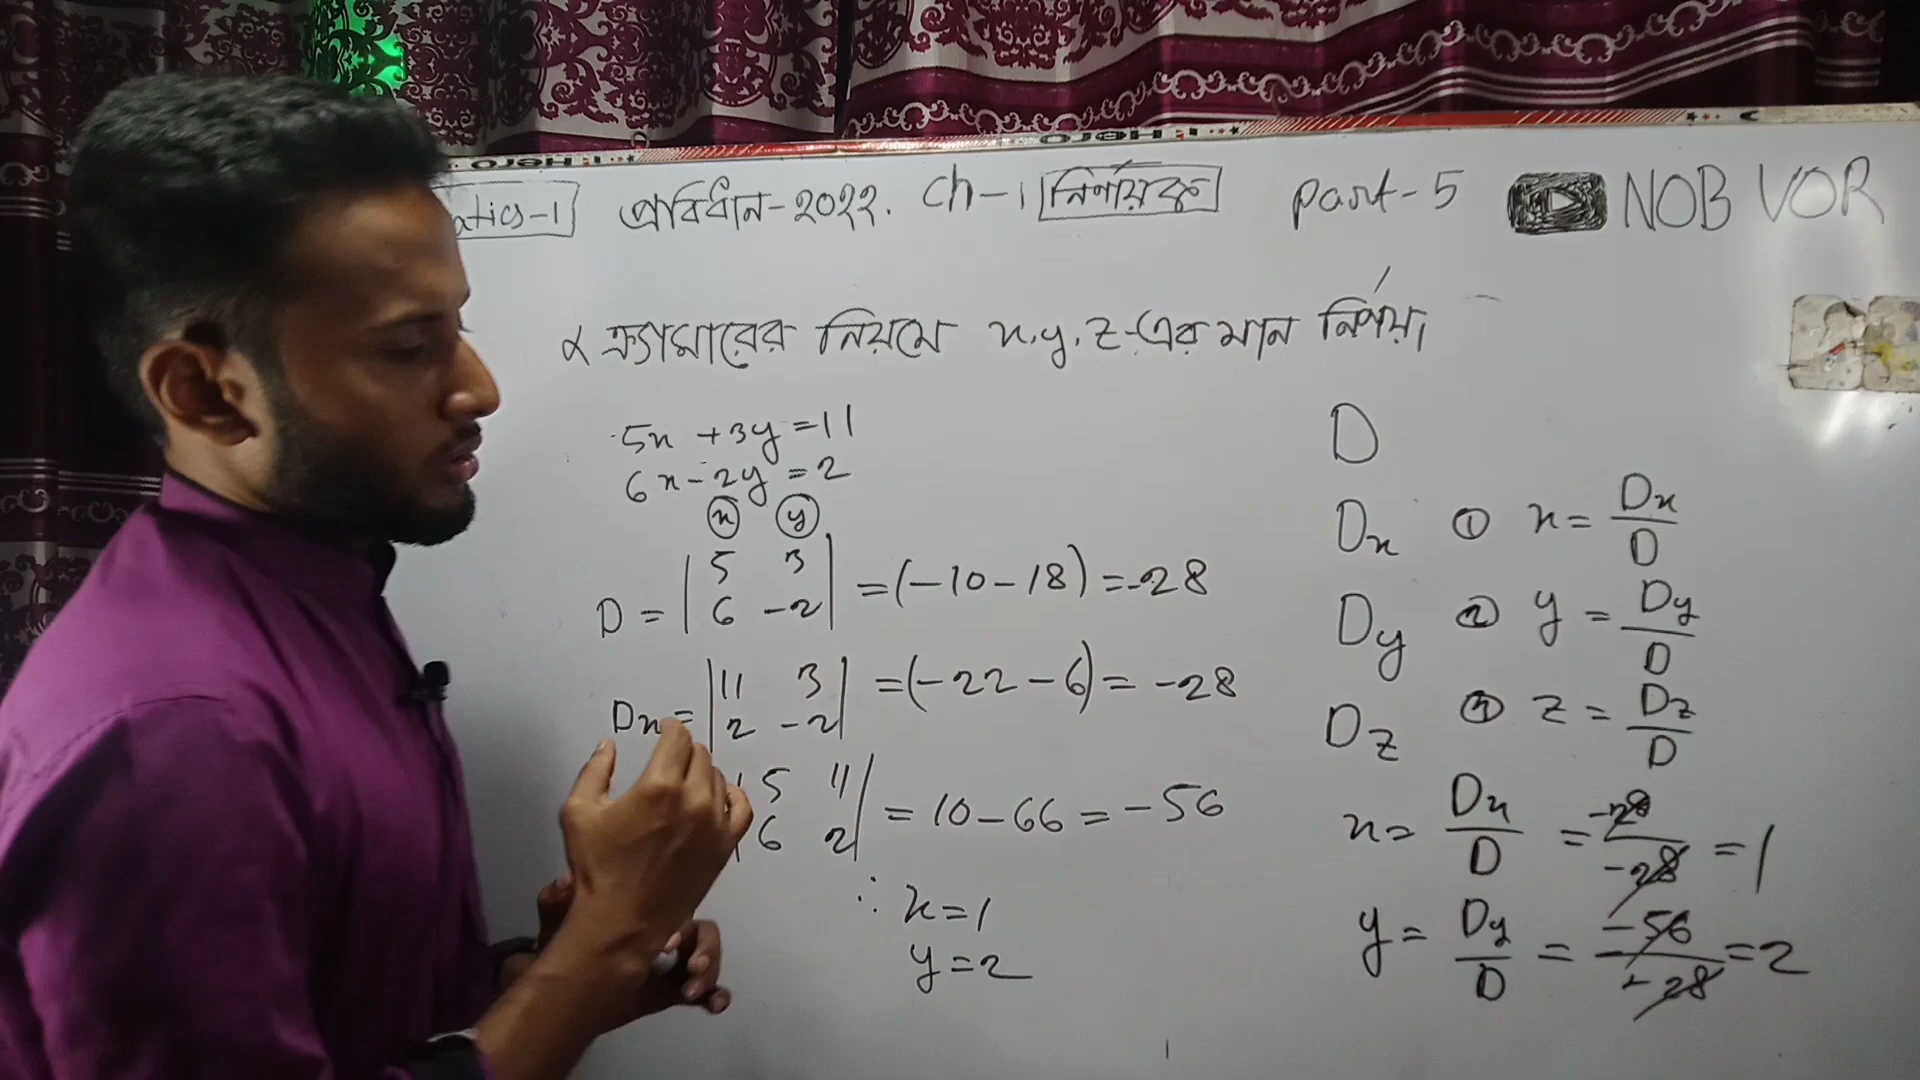 atics-1 প্রবিধান-২০২২. Ch-1 নির্ণায়ক part-5 NOB VOR
ক্র্যামারের নিয়মে x,y,z-এর মান নির্ণয়।
5x +3y =11
6x-2y =2
x y
D = | 5 3 | =(-10-18)=-28
| 6 -2 |
Dx= | 11 3 | =(-22-6)= -28
| 2 -2 |
| 5 11 | = 10-66 = -56
| 6 2 |
∴ x=1
y=2
D
Dx ① x = Dx/D
Dy ② y = Dy/D
Dz ③ z = Dz/D
x = Dx/D = -28/-28 = 1
y = Dy/D = -56/-28 = 2